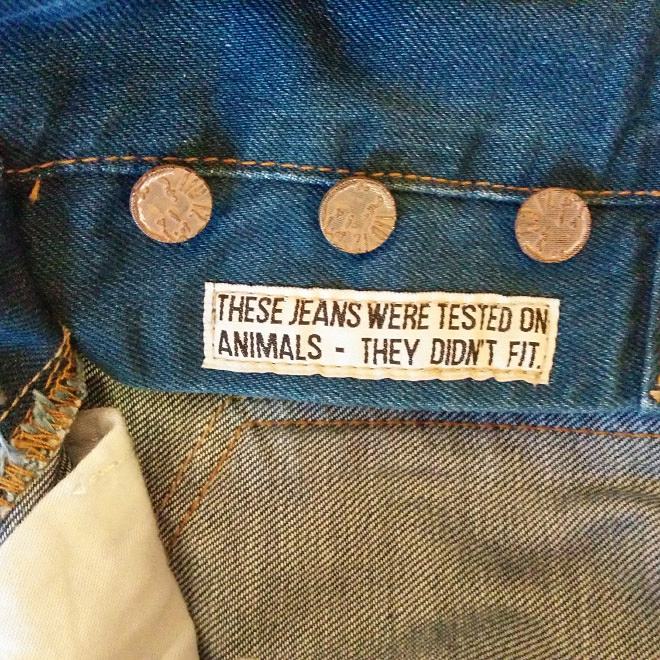 THESE JEANS WERE TESTED ON
ANIMALS - THEY DIDN'T FIT.